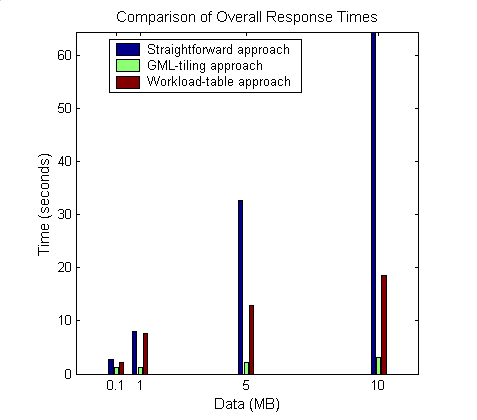 Comparison of Overall Response Times
Straightforward approach
GML-tiling approach
Workload-table approach
60
50
40
30
20
10
0
Time (seconds)
0.1 1 5 10
Data (MB)